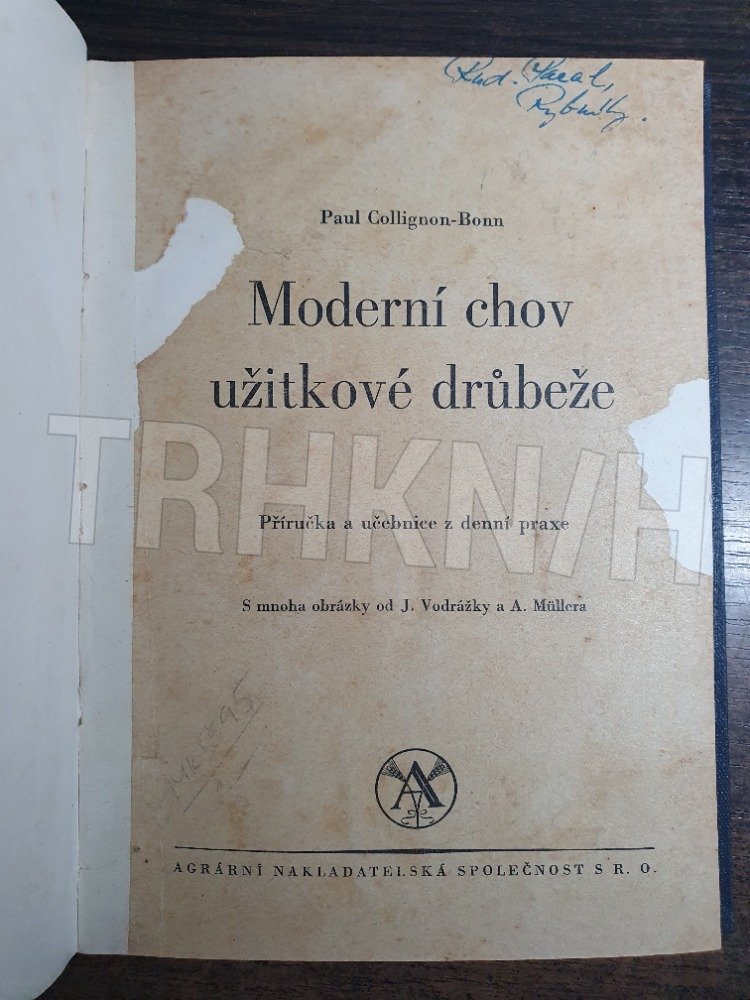 Paul Collignon-Bonn
Moderní chov
užitkové drůbeže
TRHKNIH
Příručka a učebnice z denní praxe
S mnoha obrázky od J. Vodrážky a A. Müllera
A
AGRÁRNÍ NAKLADATELSKÁ SPOLEČNOST S R. O.